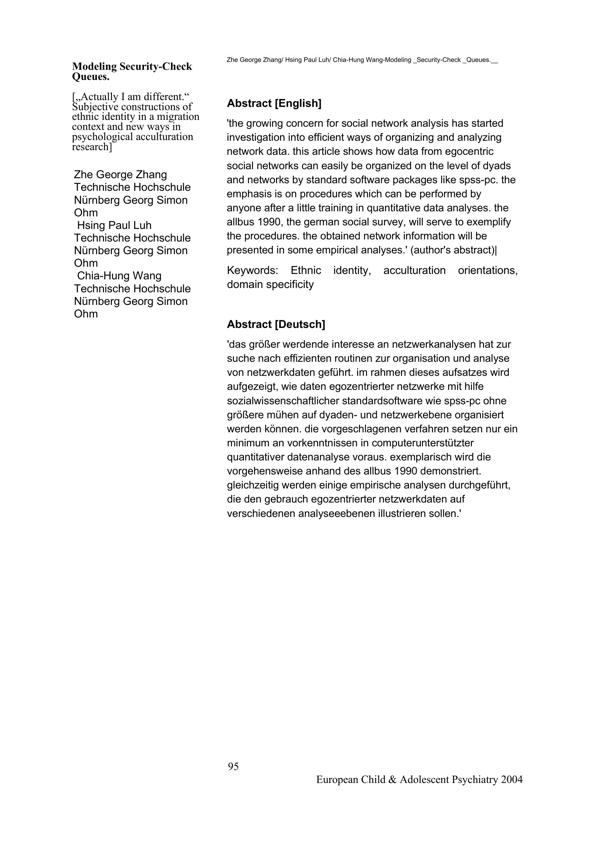 Zhe George Zhang/ Hsing Paul Luh/ Chia-Hung Wang-Modeling _Security-Check _Queues.__
Modeling Security-Check
Queues.
[„Actually I am different.“
Subjective constructions of
ethnic identity in a migration
context and new ways in
psychological acculturation
research]
Zhe George Zhang
Technische Hochschule
Nürnberg Georg Simon
Ohm
Hsing Paul Luh
Technische Hochschule
Nürnberg Georg Simon
Ohm
Chia-Hung Wang
Technische Hochschule
Nürnberg Georg Simon
Ohm
Abstract [English]
'the growing concern for social network analysis has started
investigation into efficient ways of organizing and analyzing
network data. this article shows how data from egocentric
social networks can easily be organized on the level of dyads
and networks by standard software packages like spss-pc. the
emphasis is on procedures which can be performed by
anyone after a little training in quantitative data analyses. the
allbus 1990, the german social survey, will serve to exemplify
the procedures. the obtained network information will be
presented in some empirical analyses.' (author's abstract)|
Keywords: Ethnic identity, acculturation orientations,
domain specificity
Abstract [Deutsch]
'das größer werdende interesse an netzwerkanalysen hat zur
suche nach effizienten routinen zur organisation und analyse
von netzwerkdaten geführt. im rahmen dieses aufsatzes wird
aufgezeigt, wie daten egozentrierter netzwerke mit hilfe
sozialwissenschaftlicher standardsoftware wie spss-pc ohne
größere mühen auf dyaden- und netzwerkebene organisiert
werden können. die vorgeschlagenen verfahren setzen nur ein
minimum an vorkenntnissen in computerunterstützter
quantitativer datenanalyse voraus. exemplarisch wird die
vorgehensweise anhand des allbus 1990 demonstriert.
gleichzeitig werden einige empirische analysen durchgeführt,
die den gebrauch egozentrierter netzwerkdaten auf
verschiedenen analyseeebenen illustrieren sollen.'
95
European Child & Adolescent Psychiatry 2004